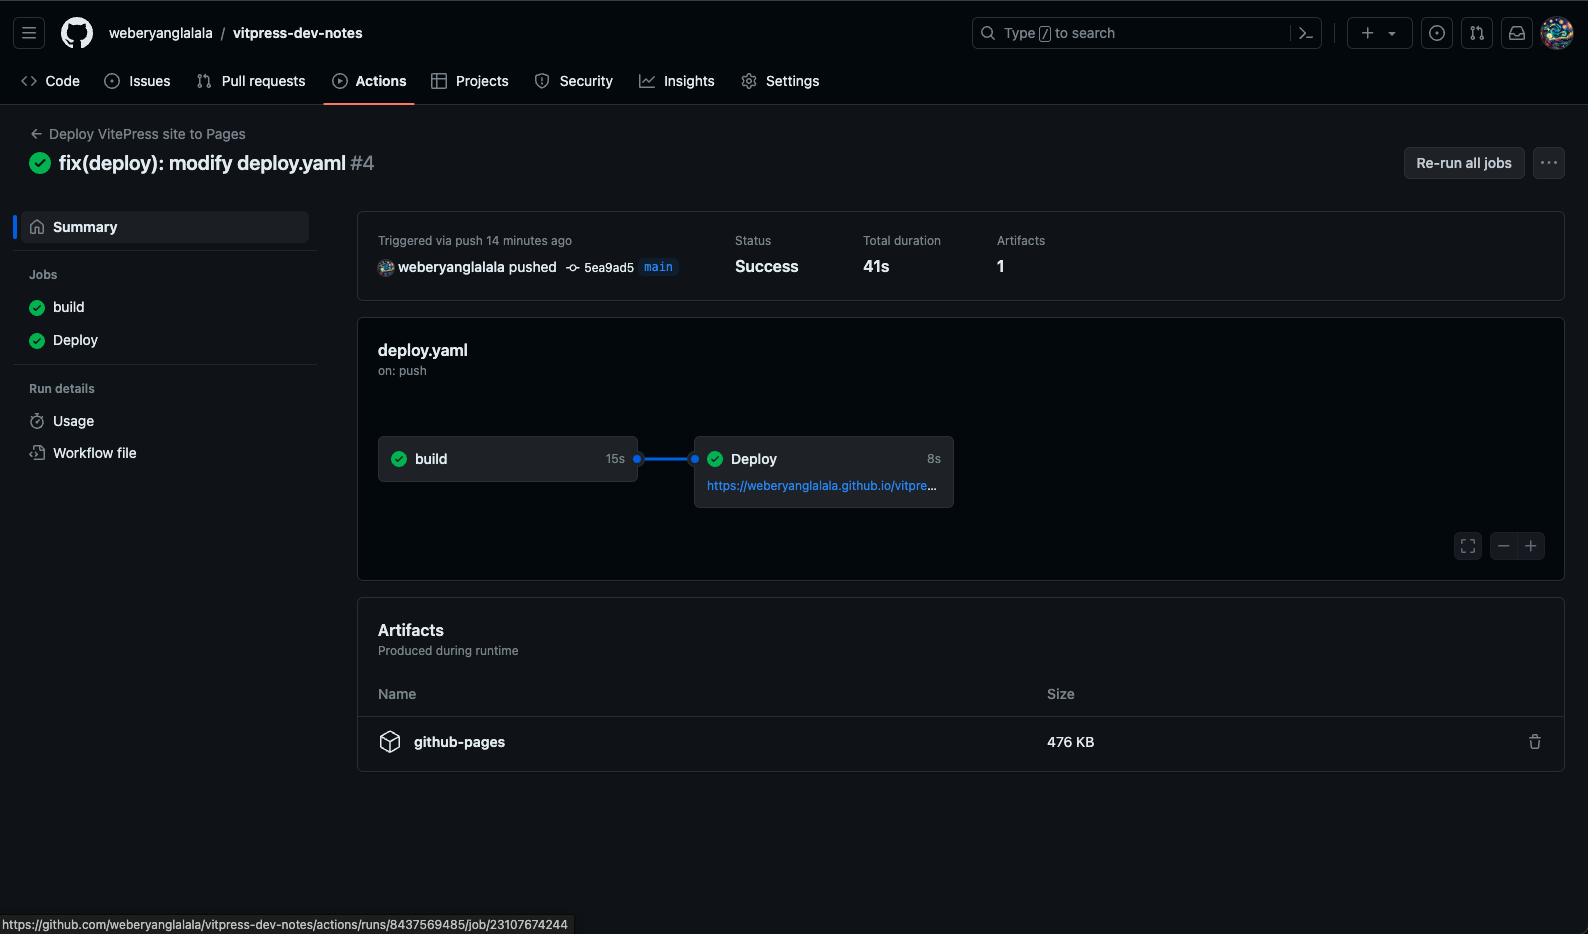 weberyanglalala / vitpress-dev-notes
Type / to search
Code
Issues
Pull requests
Actions
Projects
Security
Insights
Settings
← Deploy VitePress site to Pages
fix(deploy): modify deploy.yaml #4
Re-run all jobs
Summary
Jobs
build
Deploy
Run details
Usage
Workflow file
Triggered via push 14 minutes ago
weberyanglalala pushed 5ea9ad5 main
Status
Success
Total duration
41s
Artifacts
1
deploy.yaml
on: push
build 15s
Deploy 8s
https://weberyanglalala.github.io/vitpre...
Artifacts
Produced during runtime
Name Size
github-pages 476 KB
https://github.com/weberyanglalala/vitpress-dev-notes/actions/runs/8437569485/job/23107674244